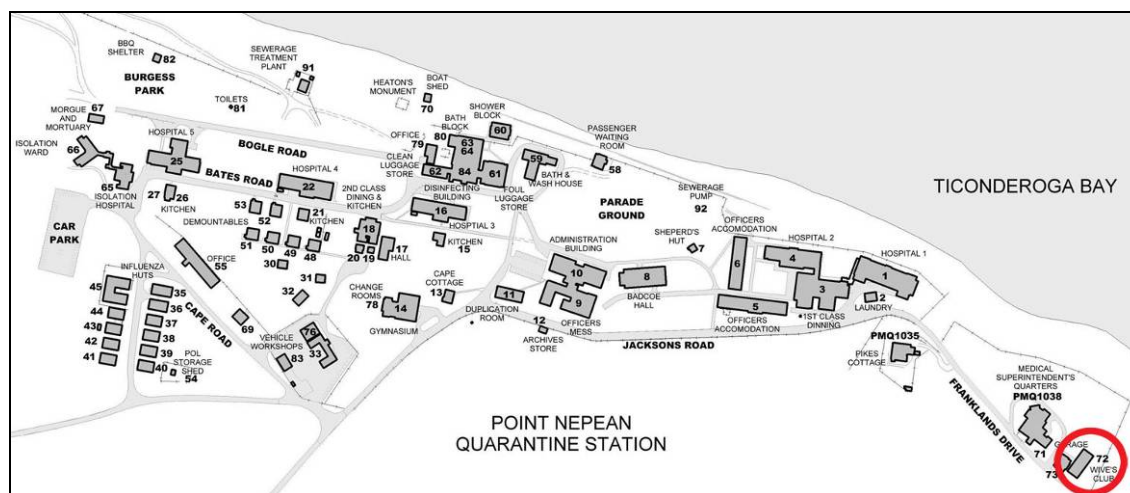 BBQ
SHELTER
82
BURGESS
PARK
SEWERAGE
TREATMENT
PLANT
91
TOILETS
81
HEATON'S
MONUMENT
BOAT
SHED
70
SHOWER
BLOCK
60
MORGUE AND
MORTUARY
67
ISOLATION
WARD
66
65
ISOLATION
HOSPITAL
HOSPITAL 5
25
BOGLE ROAD
BATES ROAD
HOSPITAL 4
22
OFFICE
79
80
BATH
BLOCK
63
64
84
CLEAN
LUGGAGE
STORE
62
61
59
BATH &
WASH HOUSE
PASSENGER
WAITING
ROOM
58
FOUL
LUGGAGE
STORE
DISINFECTING
BUILDING
16
HOSPTIAL 3
KITCHEN
15
2ND CLASS
DINING &
KITCHEN
18
17
HALL
20
19
27
26
KITCHEN
DEMOUNTABLES
53
52
21
KITCHEN
51
50
49
48
30
31
32
CAR
PARK
OFFICE
55
INFLUENZA
HUTS
45
44
43
42
41
35
36
37
38
39
40
POL
STORAGE
SHED
54
CAPE ROAD
69
VEHICLE
WORKSHOPS
76
33
83
CHANGE
ROOMS
78
14
GYMNASIUM
CAPE
COTTAGE
13
11
DUPLICATION
ROOM
ADMINISTRATION
BUILDING
10
9
OFFICERS
MESS
12
ARCHIVES
STORE
8
BADCOE
HALL
PARADE
GROUND
SEWERAGE
PUMP
92
SHEPERD'S
HUT
7
OFFICERS
ACCOMODATION
6
HOSPITAL 2
4
HOSPITAL 1
1
3
2
LAUNDRY
5
OFFICERS
ACCOMODATION
1ST CLASS
DINNING
JACKSONS ROAD
TICONDEROGA BAY
PMQ1035
PIKES
COTTAGE
FRANKLANDS DRIVE
MEDICAL
SUPERINTENDENT'S
QUARTERS
PMQ1038
71
GARAGE
73
72
WIVE'S
CLUB
POINT NEPEAN
QUARANTINE STATION